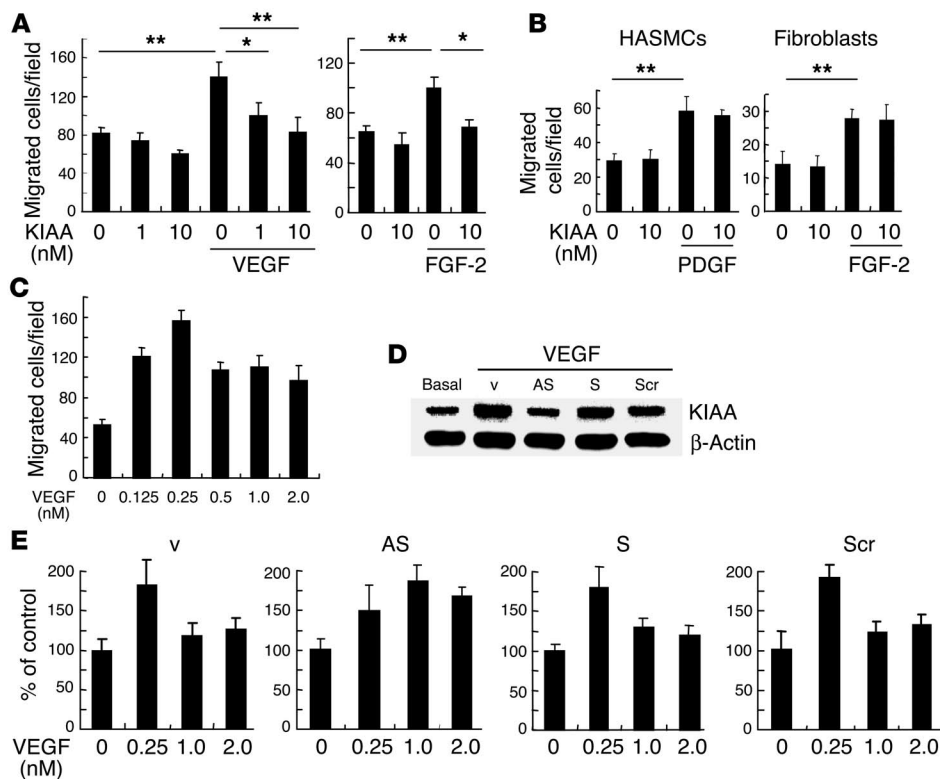 A
Migrated cells/field
160
120
80
40
0
** ** *
KIAA (nM) 0 1 10 0 1 10
VEGF
160
120
60
0
** *
0 10 0 10
FGF-2
B
HASMCs
Migrated cells/field
60
40
20
0
**
KIAA (nM) 0 10 0 10
PDGF
Fibroblasts
40
30
20
10
0
**
0 10 0 10
FGF-2
C
Migrated cells/field
160
120
80
40
0
VEGF (nM) 0 0.125 0.25 0.5 1.0 2.0
D
VEGF
Basal v AS S Scr
KIAA
β-Actin
E
v
% of control
200
150
100
50
0
VEGF (nM) 0 0.25 1.0 2.0
AS
200
150
100
50
0
0 0.25 1.0 2.0
S
200
150
100
50
0
0 0.25 1.0 2.0
Scr
200
150
100
50
0
0 0.25 1.0 2.0